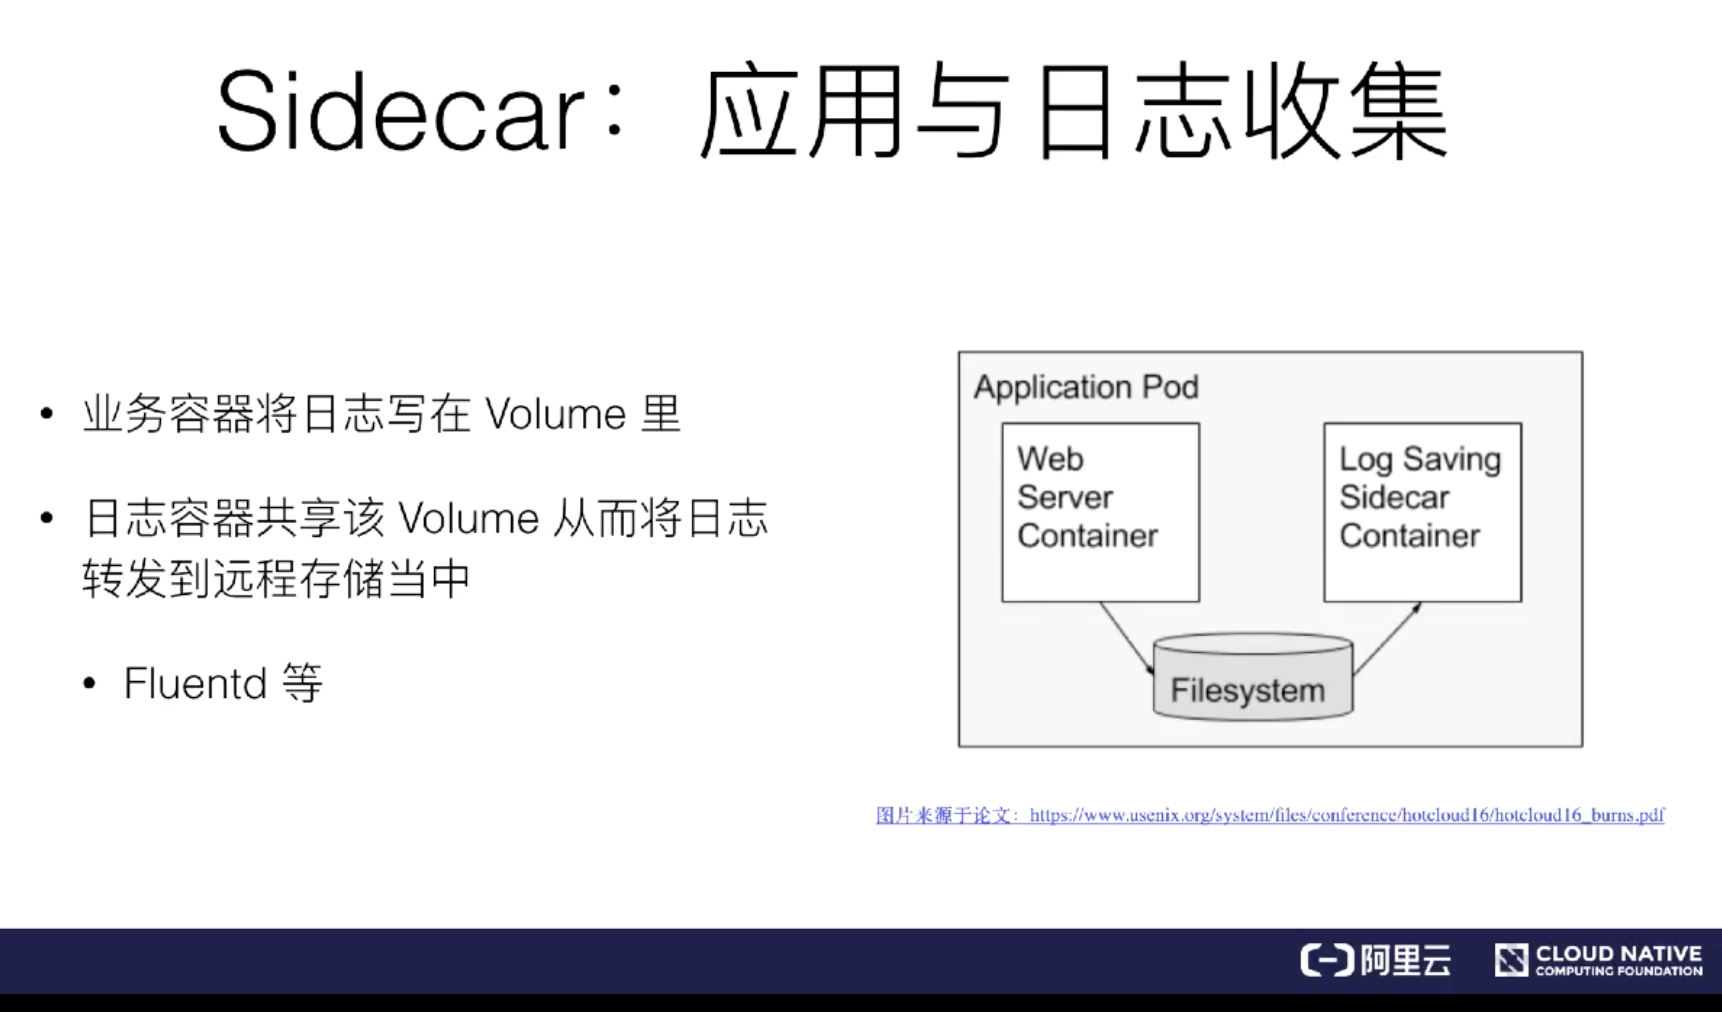 Sidecar：应用与日志收集
• 业务容器将日志写在 Volume 里
• 日志容器共享该 Volume 从而将日志
转发到远程存储当中
• Fluentd 等
Application Pod
Web
Server
Container
Log Saving
Sidecar
Container
Filesystem
图片来源于论文：https://www.usenix.org/system/files/conference/hotcloud16/hotcloud16_burns.pdf
阿里云
CLOUD NATIVE
COMPUTING FOUNDATION